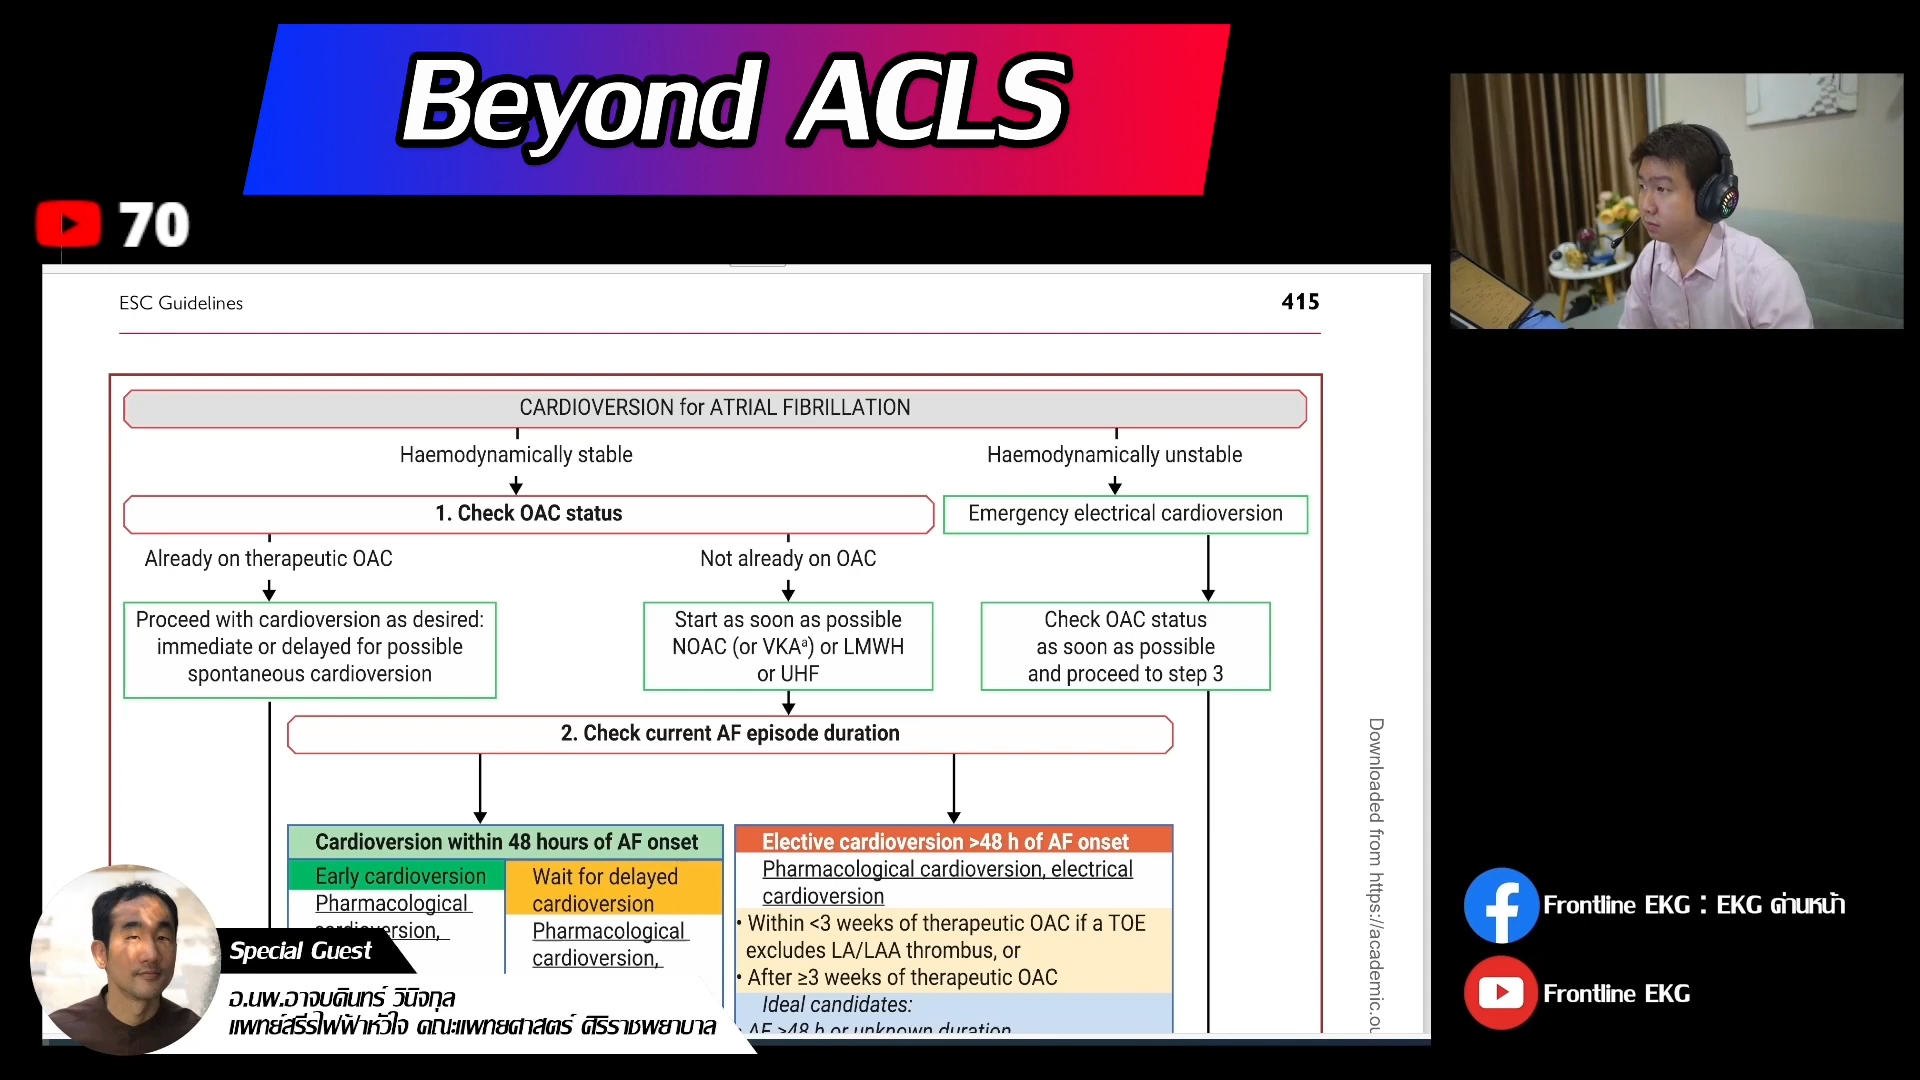 Beyond ACLS
70
ESC Guidelines
415
CARDIOVERSION for ATRIAL FIBRILLATION
Haemodynamically stable
Haemodynamically unstable
1. Check OAC status
Emergency electrical cardioversion
Already on therapeutic OAC
Not already on OAC
Proceed with cardioversion as desired:
immediate or delayed for possible
spontaneous cardioversion
Start as soon as possible
NOAC (or VKAª) or LMWH
or UHF
Check OAC status
as soon as possible
and proceed to step 3
2. Check current AF episode duration
Cardioversion within 48 hours of AF onset
Early cardioversion
Pharmacological
cardioversion,
Wait for delayed
cardioversion
Pharmacological
cardioversion,
Elective cardioversion >48 h of AF onset
Pharmacological cardioversion, electrical
cardioversion
• Within <3 weeks of therapeutic OAC if a TOE
excludes LA/LAA thrombus, or
• After ≥3 weeks of therapeutic OAC
Ideal candidates:
AF >48 h or unknown duration
Downloaded from https://academic.ou
Special Guest
อ.นพ.อาจบดินทร์ วินิจกุล
แพทย์สรีรไฟฟ้าหัวใจ คณะแพทยศาสตร์ ศิริราชพยาบาล
Frontline EKG : EKG ด่านหน้า
Frontline EKG